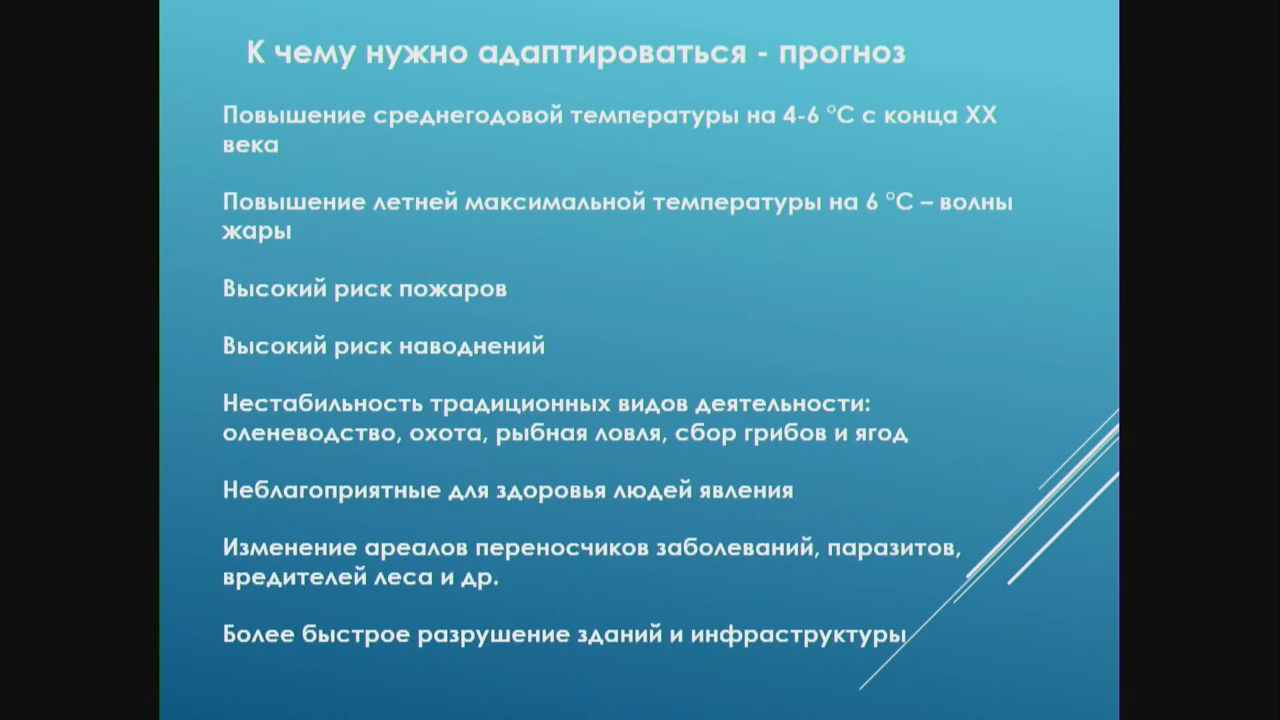 К чему нужно адаптироваться - прогноз
Повышение среднегодовой температуры на 4-6 °С с конца XX
века
Повышение летней максимальной температуры на 6 °С – волны
жары
Высокий риск пожаров
Высокий риск наводнений
Нестабильность традиционных видов деятельности:
оленеводство, охота, рыбная ловля, сбор грибов и ягод
Неблагоприятные для здоровья людей явления
Изменение ареалов переносчиков заболеваний, паразитов,
вредителей леса и др.
Более быстрое разрушение зданий и инфраструктуры